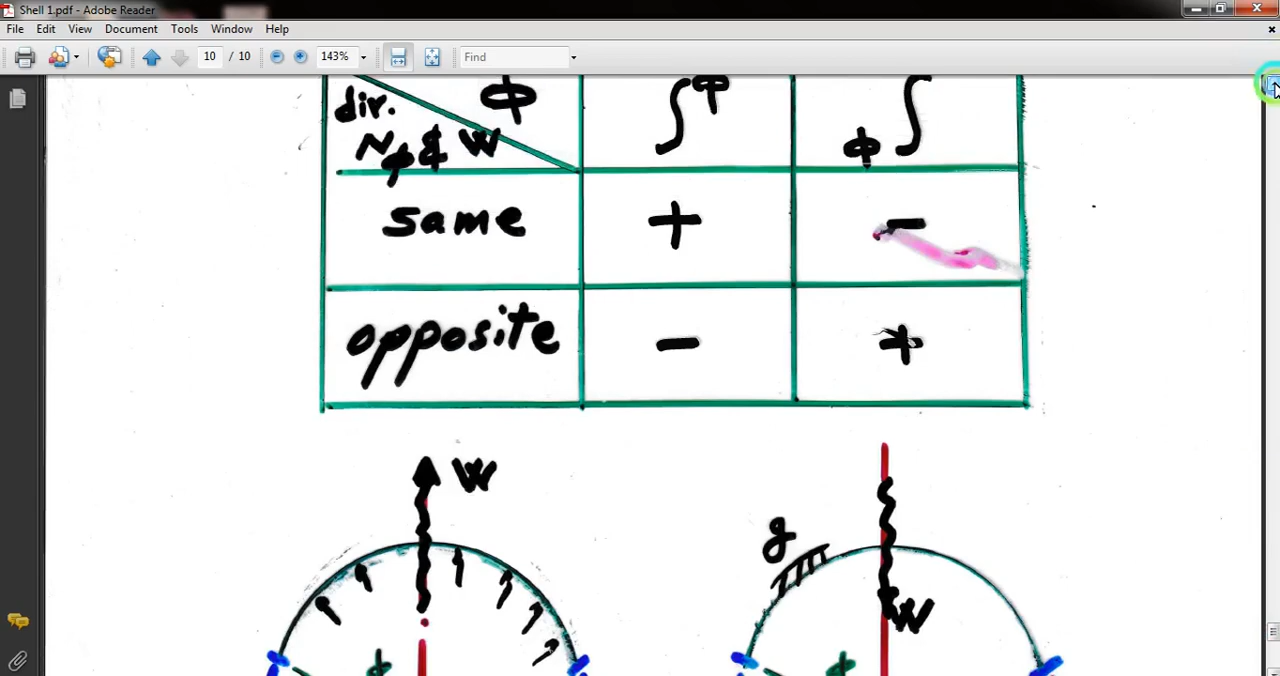 Shell 1.pdf - Adobe Reader
File Edit View Document Tools Window Help
10 / 10 143% Find
dir. Φ ∫^Φ Φ∫
Nφ & W
same + -
opposite - +
W
g
W
ϕ ϕ